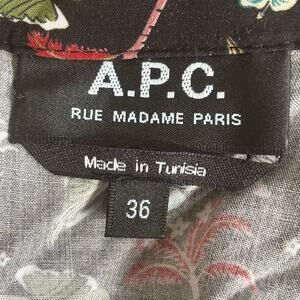 A.P.C.
RUE MADAME PARIS
Made in Tunisia
36